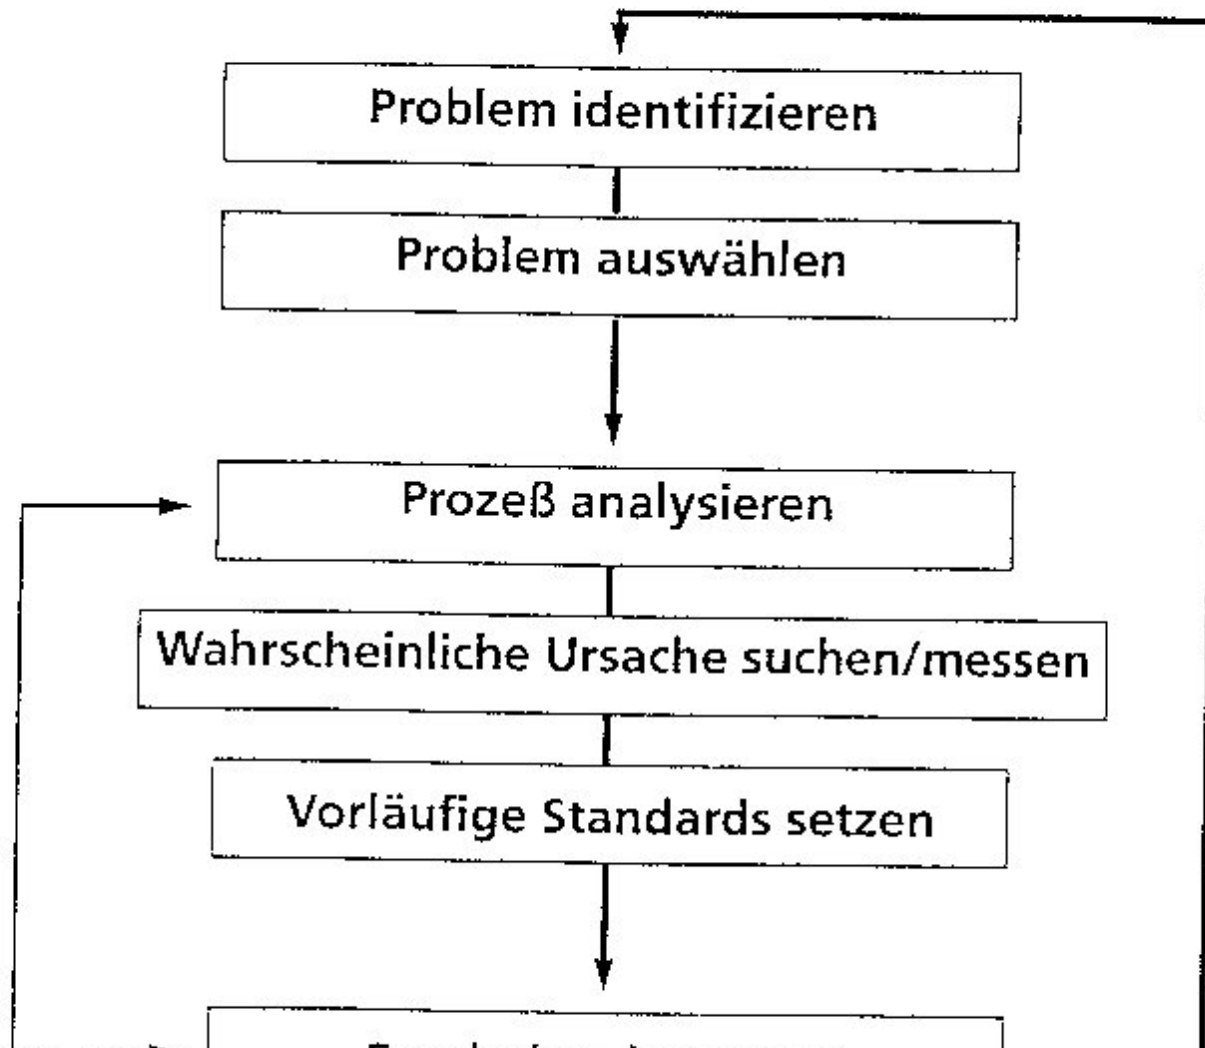 Problem identifizieren
Problem auswählen
Prozeß analysieren
Wahrscheinliche Ursache suchen/messen
Vorläufige Standards setzen